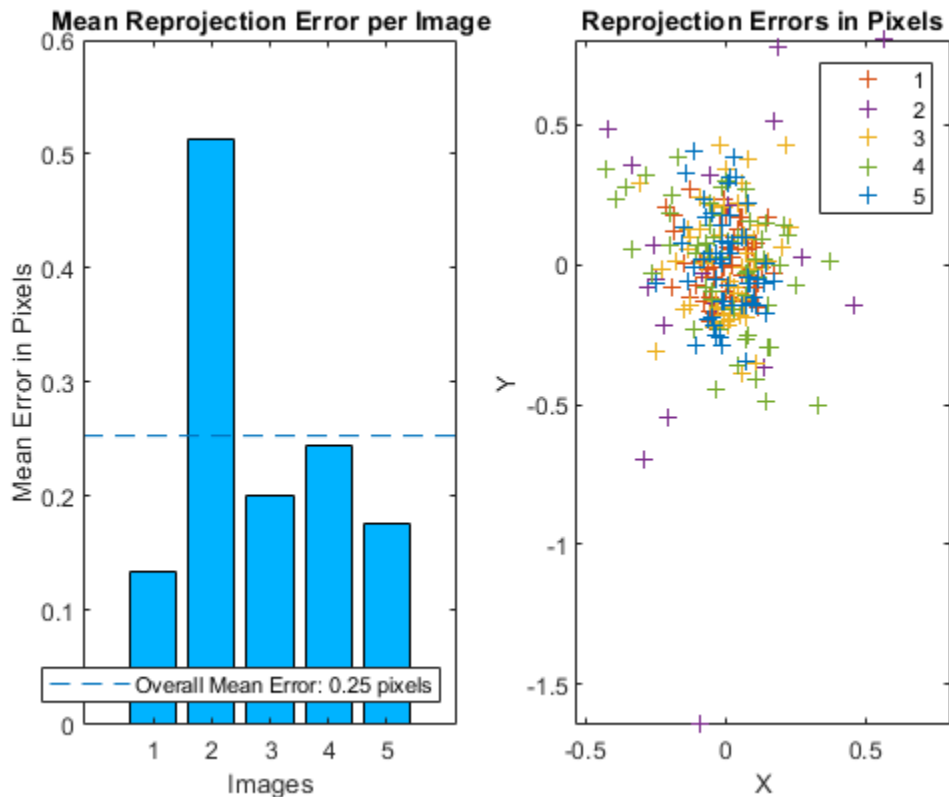 Mean Reprojection Error per Image
0.6
0.5
0.4
0.3
0.2
0.1
0
Mean Error in Pixels
Overall Mean Error: 0.25 pixels
1 2 3 4 5
Images
Reprojection Errors in Pixels
1
2
3
4
5
0.5
0
-0.5
-1
-1.5
Y
-0.5 0 0.5
X